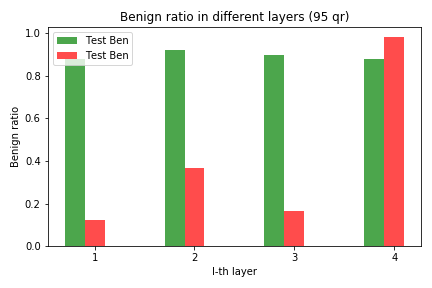 Benign ratio in different layers (95 qr)
Test Ben
Test Ben
1.0
0.8
0.6
0.4
0.2
0.0
Benign ratio
1 2 3 4
l-th layer